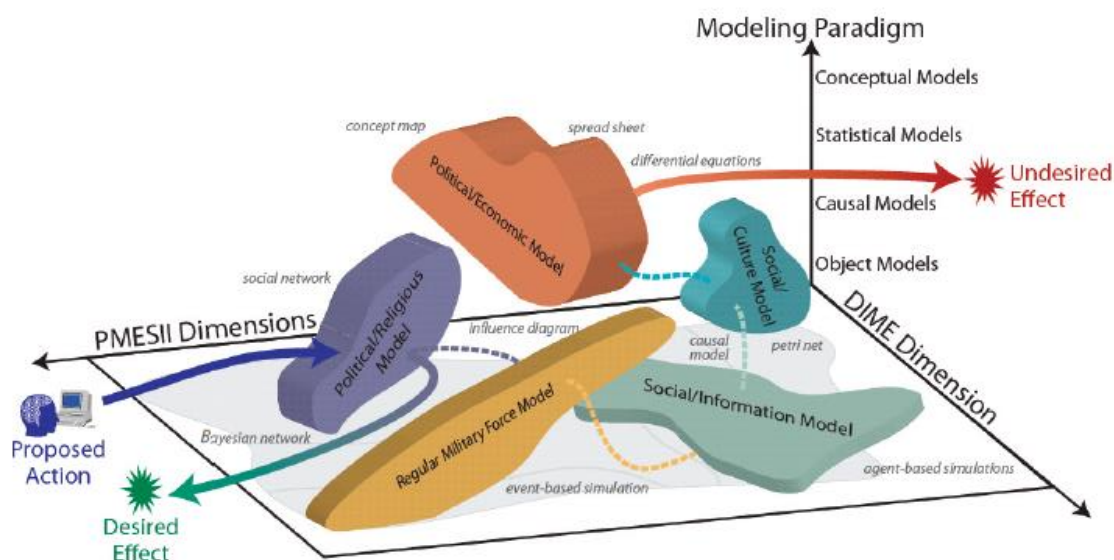 Modeling Paradigm
Conceptual Models
concept map
spread sheet
Statistical Models
differential equations
Political/Economic Model
Undesired
Effect
Causal Models
Social/
Culture Model
social network
Object Models
PMESII Dimensions
Political/Religious
Model
influence diagram
causal
model
petri net
DIME Dimension
Social/Information Model
Regular Military Force Model
Bayesian network
Proposed
Action
agent-based simulations
event-based simulation
Desired
Effect